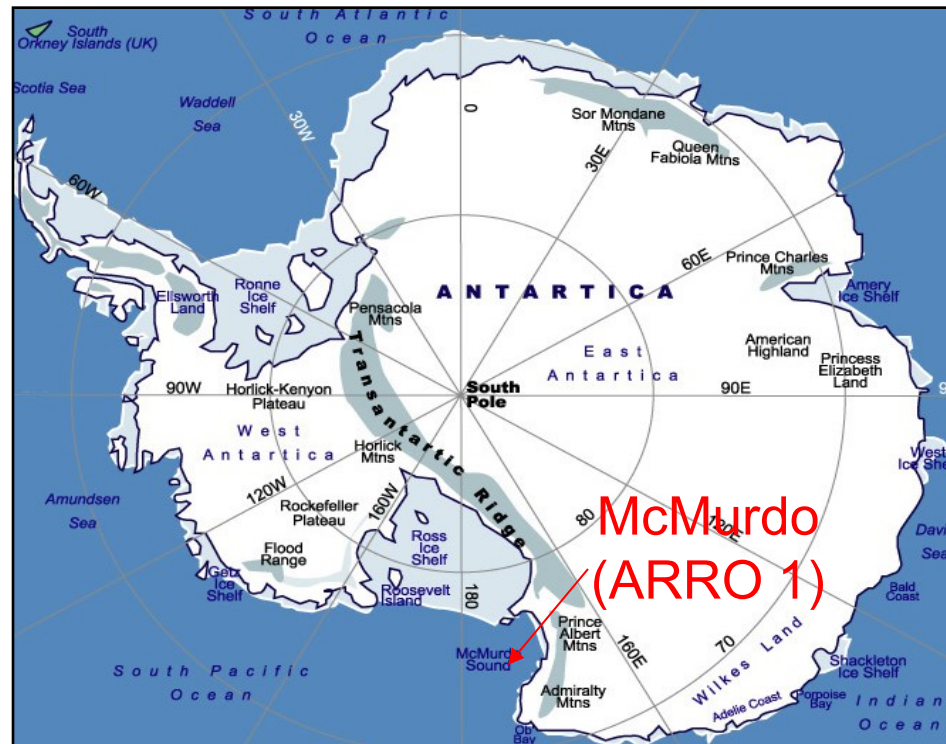 South Atlantic
Ocean
South
Orkney Islands (UK)
Scotia Sea
Waddell
Sea
30W
0
Sor Mondane
Mtns
Queen
Fabiola Mtns
30E
60W
60E
Prince Charles
Mtns
Amery
Ice Shelf
Ellsworth
Land
Ronne
Ice
Shelf
Pensacola
Mtns
ANTARTICA
East
Antartica
American
Highland
Princess
Elizabeth
Land
90W
Horlick-Kenyon
Plateau
South
Pole
90E
9
West
Antartica
Transantartic Ridge
Horlick
Mtns
West
Ice She
Amundsen
Sea
120W
160W
Rockefeller
Plateau
Ross
Ice
Shelf
80
120E
McMurdo
(ARRO 1)
Davi
Sea
Flood
Range
Getz
Ice
Shelf
Roosevelt
Island
180
Bald
Coast
Prince
Albert
Mtns
160E
70
Wilkes Land
McMurd
Sound
Shackleton
Ice Shelf
South Pacific
Ocean
Admiralty
Mtns
Adelie Coast
Porpoise
Bay
Indian
Ocean
Ob
Bay